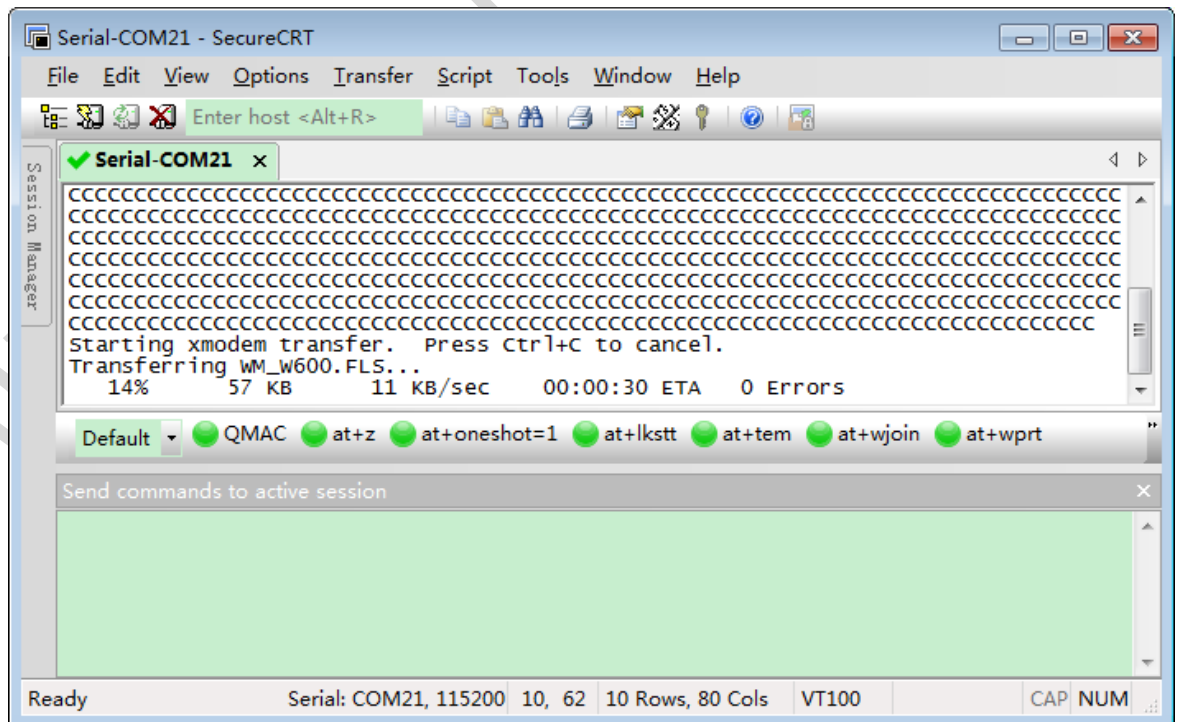 Serial-COM21 - SecureCRT
File Edit View Options Transfer Script Tools Window Help
Enter host <Alt+R>
Session Manager
Serial-COM21 x
CCCCCCCCCCCCCCCCCCCCCCCCCCCCCCCCCCCCCCCCCCCCCCCCCCCCCCCCCCCCCCCCCCCCCCCCCCCCCCCC
CCCCCCCCCCCCCCCCCCCCCCCCCCCCCCCCCCCCCCCCCCCCCCCCCCCCCCCCCCCCCCCCCCCCCCCCCCCCCCCC
CCCCCCCCCCCCCCCCCCCCCCCCCCCCCCCCCCCCCCCCCCCCCCCCCCCCCCCCCCCCCCCCCCCCCCCCCCCCCCCC
CCCCCCCCCCCCCCCCCCCCCCCCCCCCCCCCCCCCCCCCCCCCCCCCCCCCCCCCCCCCCCCCCCCCCCCCCCCCCCCC
CCCCCCCCCCCCCCCCCCCCCCCCCCCCCCCCCCCCCCCCCCCCCCCCCCCCCCCCCCCCCCCCCCCCCCCCCCCCCCCC
CCCCCCCCCCCCCCCCCCCCCCCCCCCCCCCCCCCCCCCCCCCCCCCCCCCCCCCCCCCCCCCCCCCCCCCCCCCCCCCC
CCCCCCCCCCCCCCCCCCCCCCCCCCCCCCCCCCCCCCCCCCCCCCCCCCCCCCCCCCCCCCCCCCCCCCCCCCCCCC
Starting xmodem transfer. Press Ctrl+C to cancel.
Transferring WM_W600.FLS...
14% 57 KB 11 KB/sec 00:00:30 ETA 0 Errors
Default QMAC at+z at+oneshot=1 at+lkstt at+tem at+wjoin at+wprt
Send commands to active session
Ready Serial: COM21, 115200 10, 62 10 Rows, 80 Cols VT100 CAP NUM